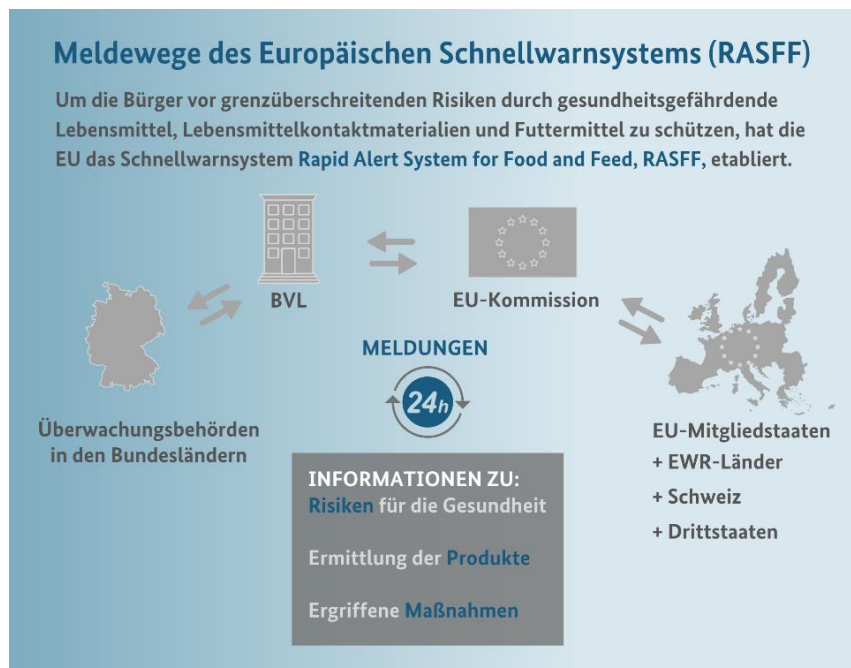 Meldewege des Europäischen Schnellwarnsystems (RASFF)
Um die Bürger vor grenzüberschreitenden Risiken durch gesundheitsgefährdende
Lebensmittel, Lebensmittelkontaktmaterialien und Futtermittel zu schützen, hat die
EU das Schnellwarnsystem Rapid Alert System for Food and Feed, RASFF, etabliert.
BVL
EU-Kommission
MELDUNGEN
24h
Überwachungsbehörden
in den Bundesländern
EU-Mitgliedstaaten
+ EWR-Länder
+ Schweiz
+ Drittstaaten
INFORMATIONEN ZU:
Risiken für die Gesundheit
Ermittlung der Produkte
Ergriffene Maßnahmen